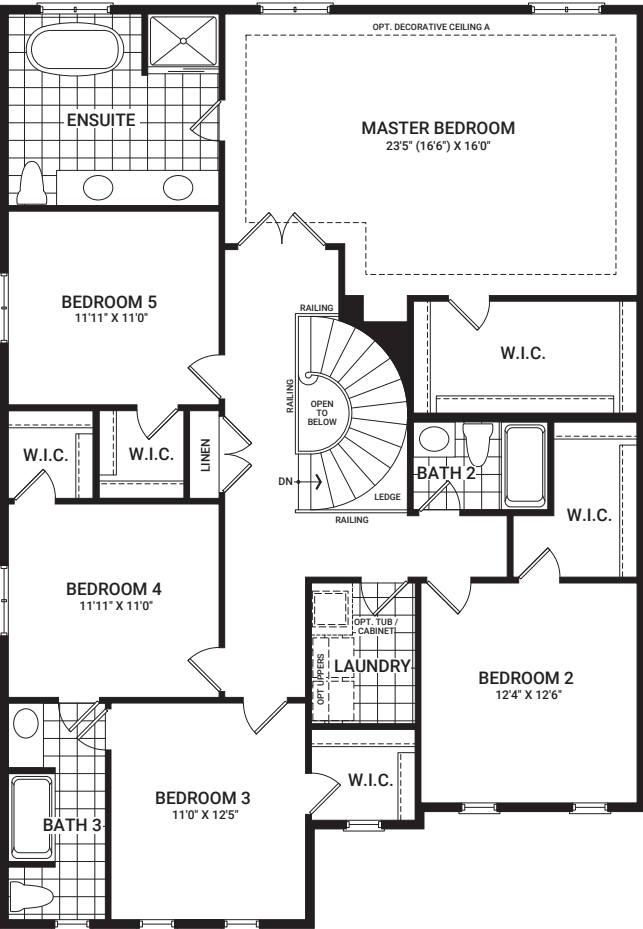 OPT. DECORATIVE CEILING A
ENSUITE
MASTER BEDROOM
23'5" (16'6") X 16'0"
BEDROOM 5
11'11" X 11'0"
RAILING
W.I.C.
RAILING
OPEN
TO
BELOW
W.I.C.
W.I.C.
LINEN
BATH 2
DN
LEDGE
RAILING
W.I.C.
BEDROOM 4
11'11" X 11'0"
OPT. TUB /
CABINET
LAUNDRY
OPT UPPERS
BEDROOM 2
12'4" X 12'6"
W.I.C.
BEDROOM 3
11'0" X 12'5"
BATH 3